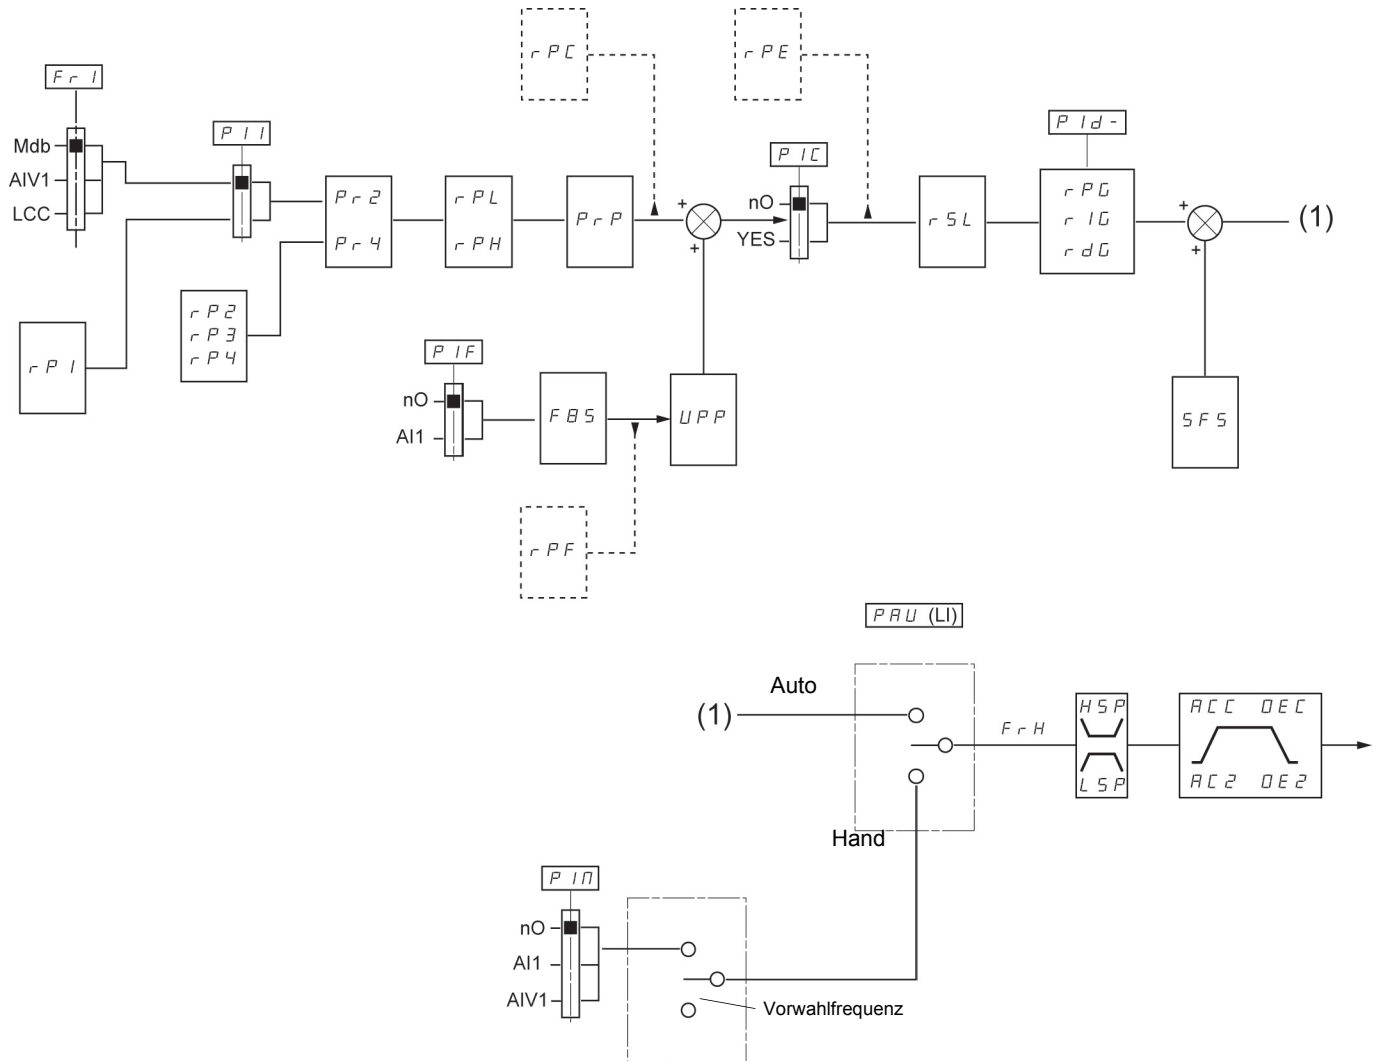 rPC
rPE
Fr1
Mdb
AIV1
LCC
PII
PIC
nO
YES
PId-
Pr2
Pr4
rPL
rPH
PrP
+
+
rSL
rPG
rIG
rdG
+
+
(1)
rP1
rP2
rP3
rP4
PIF
nO
AI1
FBS
UPP
SFS
rPF
PAU (LI)
Auto
(1)
Hand
FrH
HSP
LSP
ACC DEC
AC2 DE2
PIM
nO
AI1
AIV1
Vorwahlfrequenz